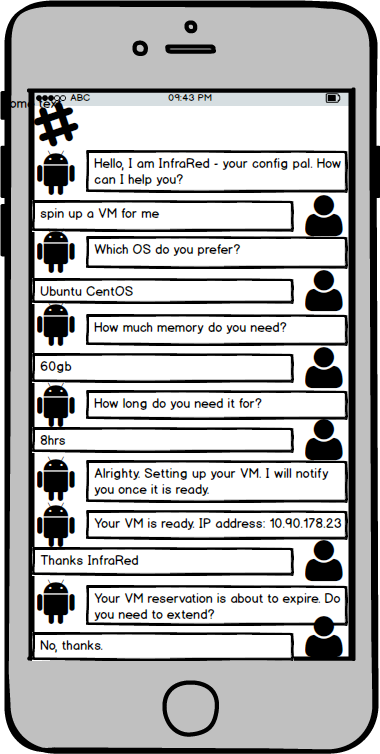 ABC 09:43 PM
ome text
#
Hello, I am InfraRed - your config pal. How
can I help you?
spin up a VM for me
Which OS do you prefer?
Ubuntu CentOS
How much memory do you need?
60gb
How long do you need it for?
8hrs
Alrighty. Setting up your VM. I will notify
you once it is ready.
Your VM is ready. IP address: 10.90.178.23
Thanks InfraRed
Your VM reservation is about to expire. Do
you need to extend?
No, thanks.